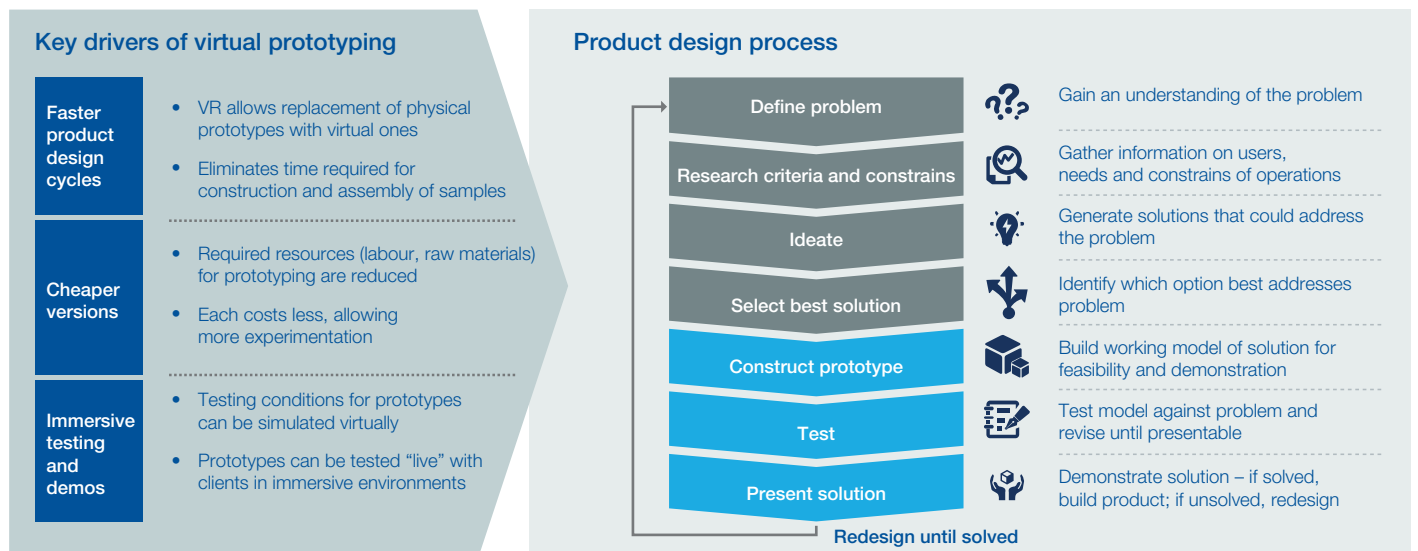 Key drivers of virtual prototyping
Faster
product
design
cycles
• VR allows replacement of physical
prototypes with virtual ones
• Eliminates time required for
construction and assembly of samples
Cheaper
versions
• Required resources (labour, raw materials)
for prototyping are reduced
• Each costs less, allowing
more experimentation
Immersive
testing
and
demos
• Testing conditions for prototypes
can be simulated virtually
• Prototypes can be tested “live” with
clients in immersive environments
Product design process
Define problem
Gain an understanding of the problem
Research criteria and constrains
Gather information on users,
needs and constrains of operations
Ideate
Generate solutions that could address
the problem
Select best solution
Identify which option best addresses
problem
Construct prototype
Build working model of solution for
feasibility and demonstration
Test
Test model against problem and
revise until presentable
Present solution
Demonstrate solution – if solved,
build product; if unsolved, redesign
Redesign until solved